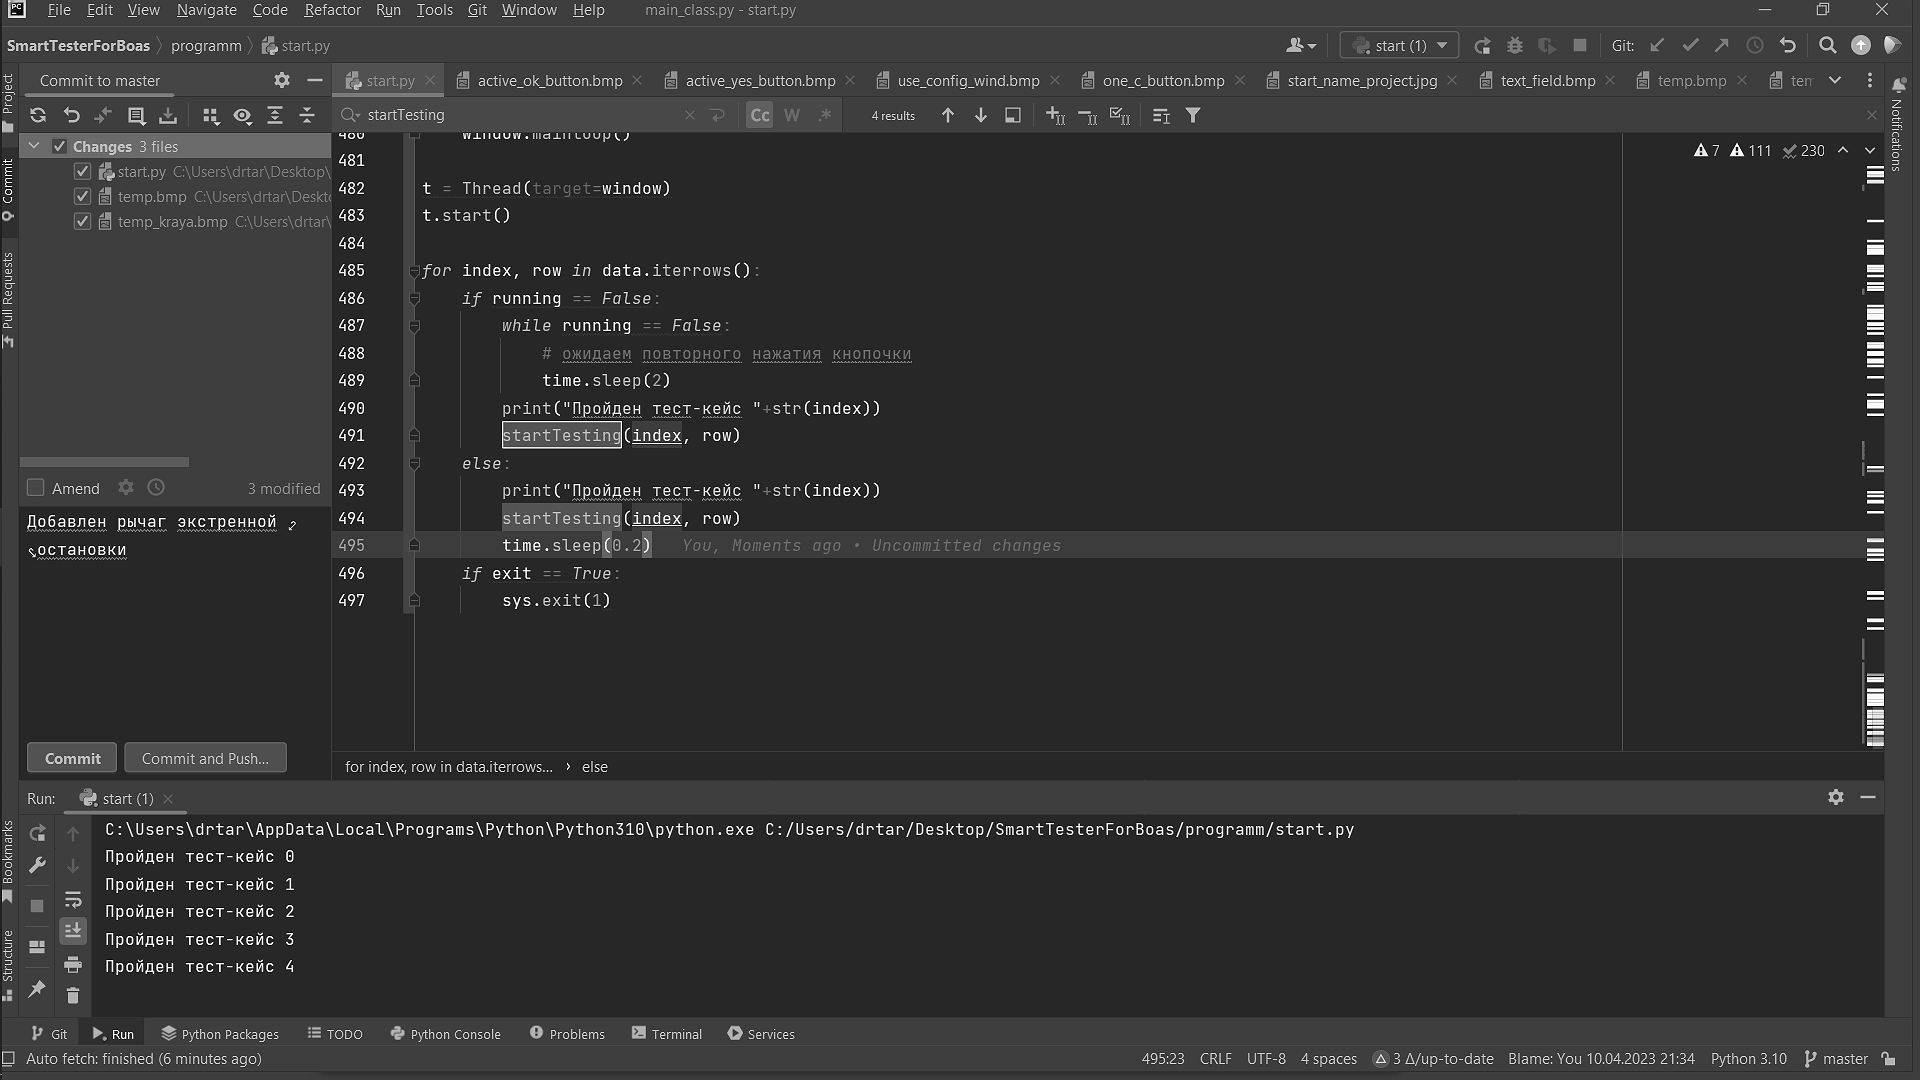 File Edit View Navigate Code Refactor Run Tools Git Window Help main_class.py - start.py
SmartTesterForBoas programm start.py start (1) Git:
Project
Commit to master
start.py active_ok_button.bmp active_yes_button.bmp use_config_wind.bmp one_c_button.bmp start_name_project.jpg text_field.bmp temp.bmp
startTesting Cc W .* 4 results
Notifications
Commit
Pull Requests
Changes 3 files
start.py C:\Users\drtar\Desktop\
temp.bmp C:\Users\drtar\Deskt
temp_kraya.bmp C:\Users\drtar\
Amend 3 modified
Добавлен рычаг экстренной
остановки
Commit Commit and Push...
7 111 230
480 window.mainloop()
481
482 t = Thread(target=window)
483 t.start()
484
485 for index, row in data.iterrows():
486 if running == False:
487 while running == False:
488 # ожидаем повторного нажатия кнопочки
489 time.sleep(2)
490 print("Пройден тест-кейс "+str(index))
491 startTesting(index, row)
492 else:
493 print("Пройден тест-кейс "+str(index))
494 startTesting(index, row)
495 time.sleep(0.2) You, Moments ago • Uncommitted changes
496 if exit == True:
497 sys.exit(1)
for index, row in data.iterrows... › else
Run: start (1)
C:\Users\drtar\AppData\Local\Programs\Python\Python310\python.exe C:/Users/drtar/Desktop/SmartTesterForBoas/programm/start.py
Пройден тест-кейс 0
Пройден тест-кейс 1
Пройден тест-кейс 2
Пройден тест-кейс 3
Пройден тест-кейс 4
Bookmarks
Structure
Git Run Python Packages TODO Python Console Problems Terminal Services
Auto fetch: finished (6 minutes ago) 495:23 CRLF UTF-8 4 spaces 3 Δ/up-to-date Blame: You 10.04.2023 21:34 Python 3.10 master